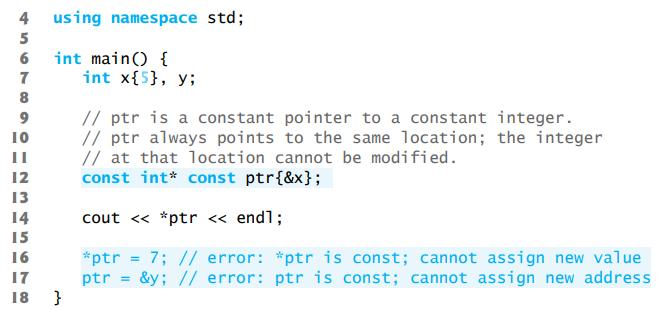 4 using namespace std;
5
6 int main() {
7 int x{5}, y;
8
9 // ptr is a constant pointer to a constant integer.
10 // ptr always points to the same location; the integer
11 // at that location cannot be modified.
12 const int* const ptr{&x};
13
14 cout << *ptr << endl;
15
16 *ptr = 7; // error: *ptr is const; cannot assign new value
17 ptr = &y; // error: ptr is const; cannot assign new address
18 }